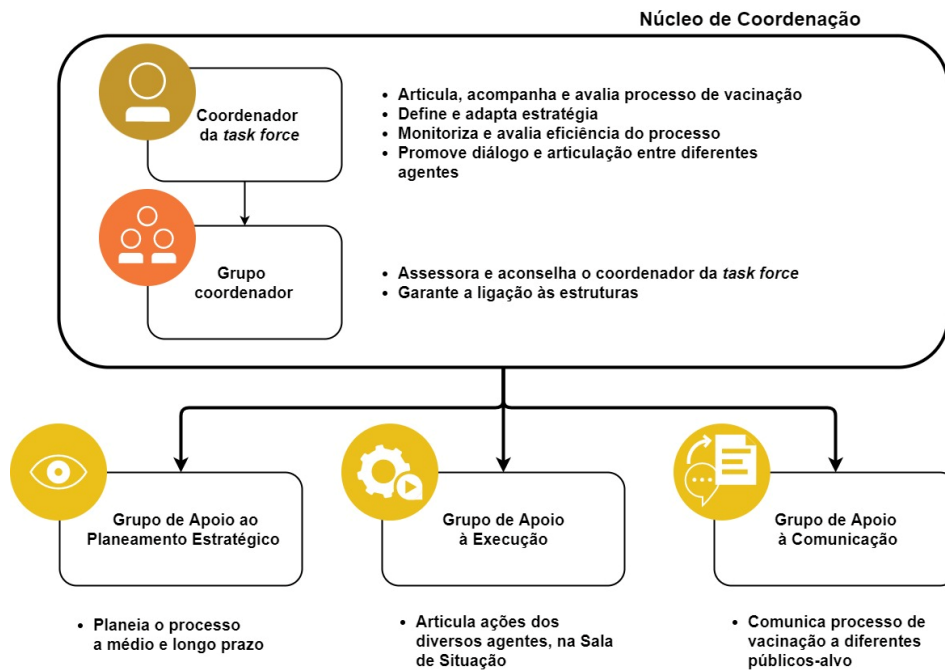 Núcleo de Coordenação
Coordenador
da task force
• Articula, acompanha e avalia processo de vacinação
• Define e adapta estratégia
• Monitoriza e avalia eficiência do processo
• Promove diálogo e articulação entre diferentes
agentes
Grupo
coordenador
• Assessora e aconselha o coordenador da task force
• Garante a ligação às estruturas
Grupo de Apoio ao
Planeamento Estratégico
• Planeia o processo
a médio e longo prazo
Grupo de Apoio
à Execução
• Articula ações dos
diversos agentes, na Sala
de Situação
Grupo de Apoio
à Comunicação
• Comunica processo de
vacinação a diferentes
públicos-alvo